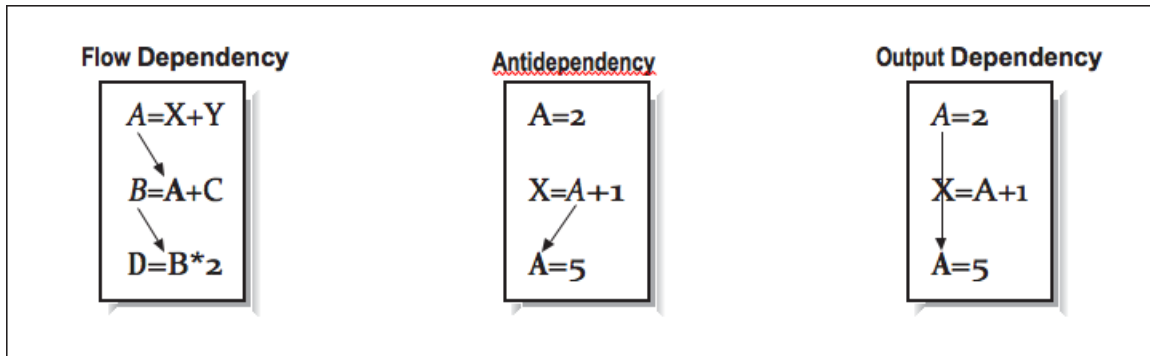 Flow Dependency
A=X+Y
B=A+C
D=B*2
Antidependency
A=2
X=A+1
A=5
Output Dependency
A=2
X=A+1
A=5